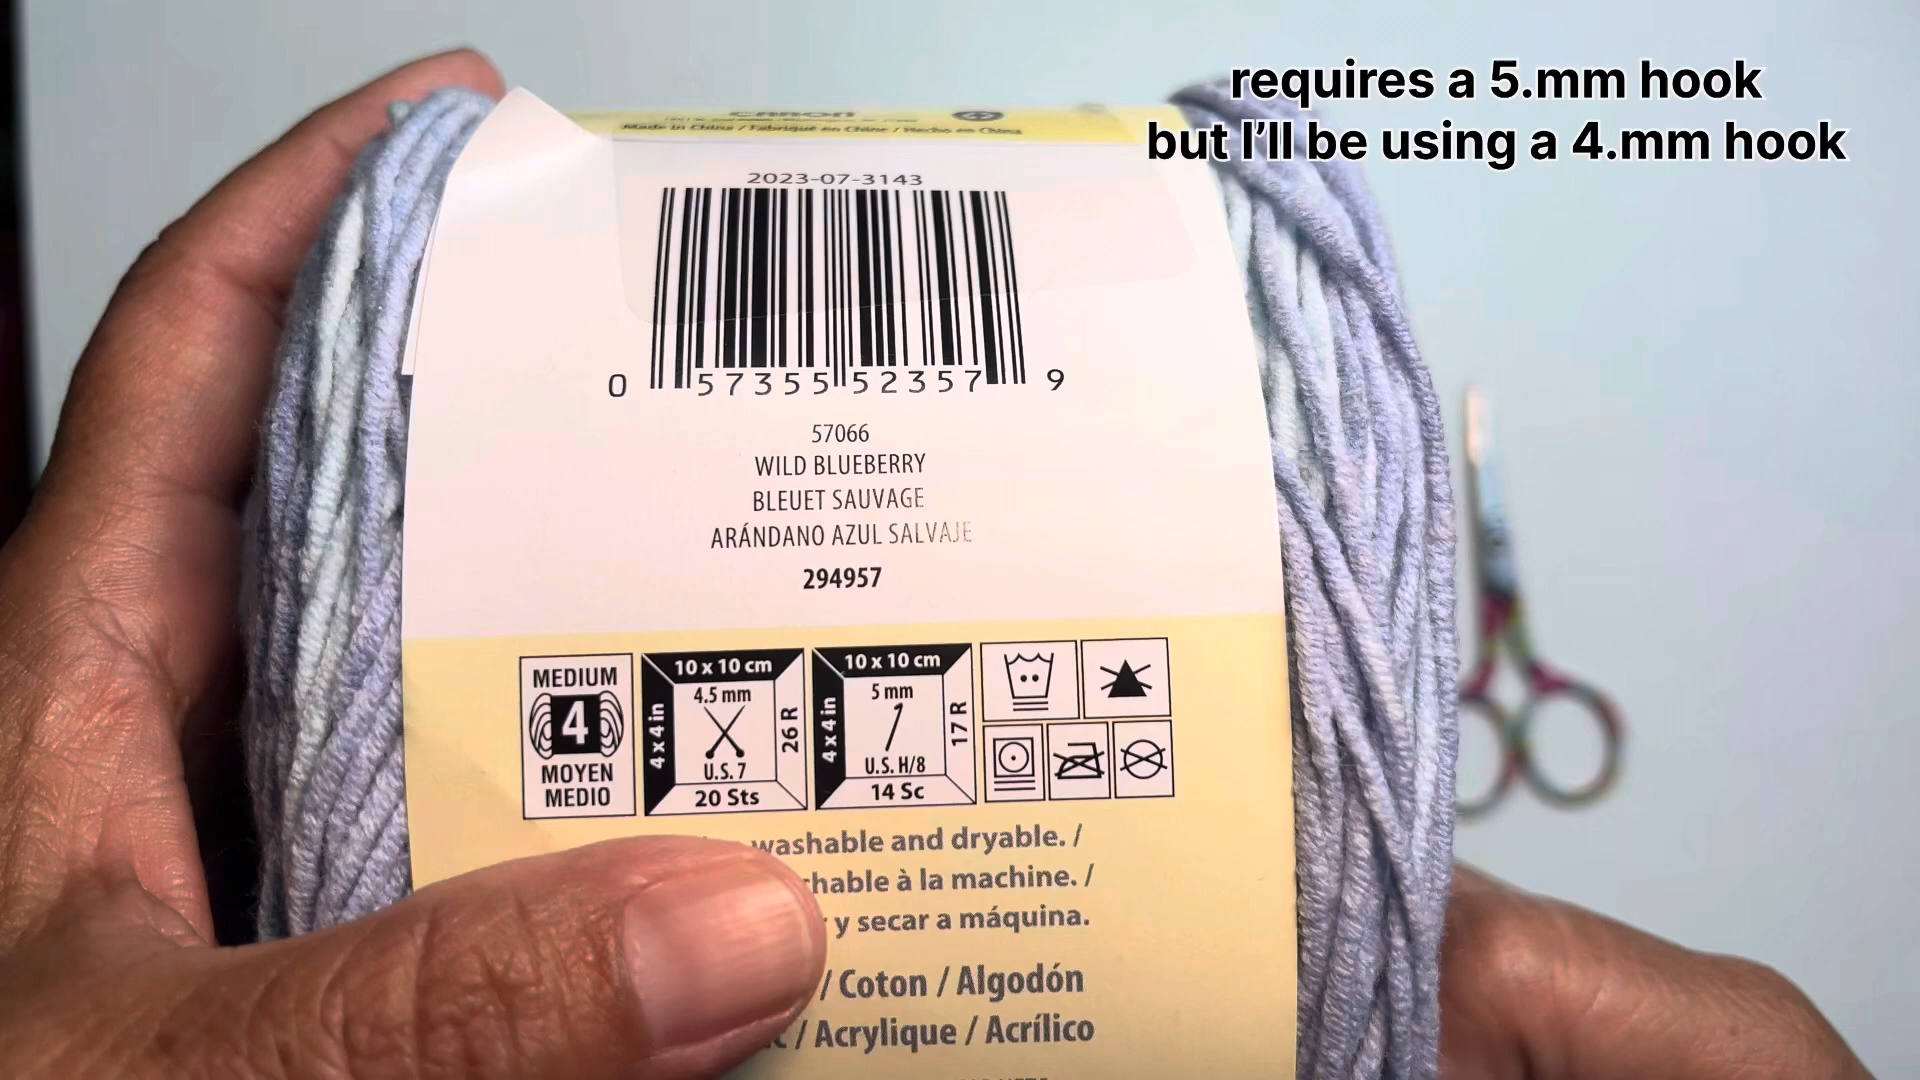 requires a 5.mm hook
but I'll be using a 4.mm hook
CARON
Made in China / Fabriqué en Chine / Hecho en China
2023-07-3143
0 57355 52357 9
57066
WILD BLUEBERRY
BLEUET SAUVAGE
ARÁNDANO AZUL SALVAJE
294957
MEDIUM
4
MOYEN
MEDIO
10 x 10 cm
4 x 4 in
4.5 mm
26 R
U.S. 7
20 Sts
10 x 10 cm
4 x 4 in
5 mm
17 R
U.S. H/8
14 Sc
washable and dryable. /
à la machine. /
y secar a máquina.
/ Coton / Algodón
/ Acrylique / Acrílico